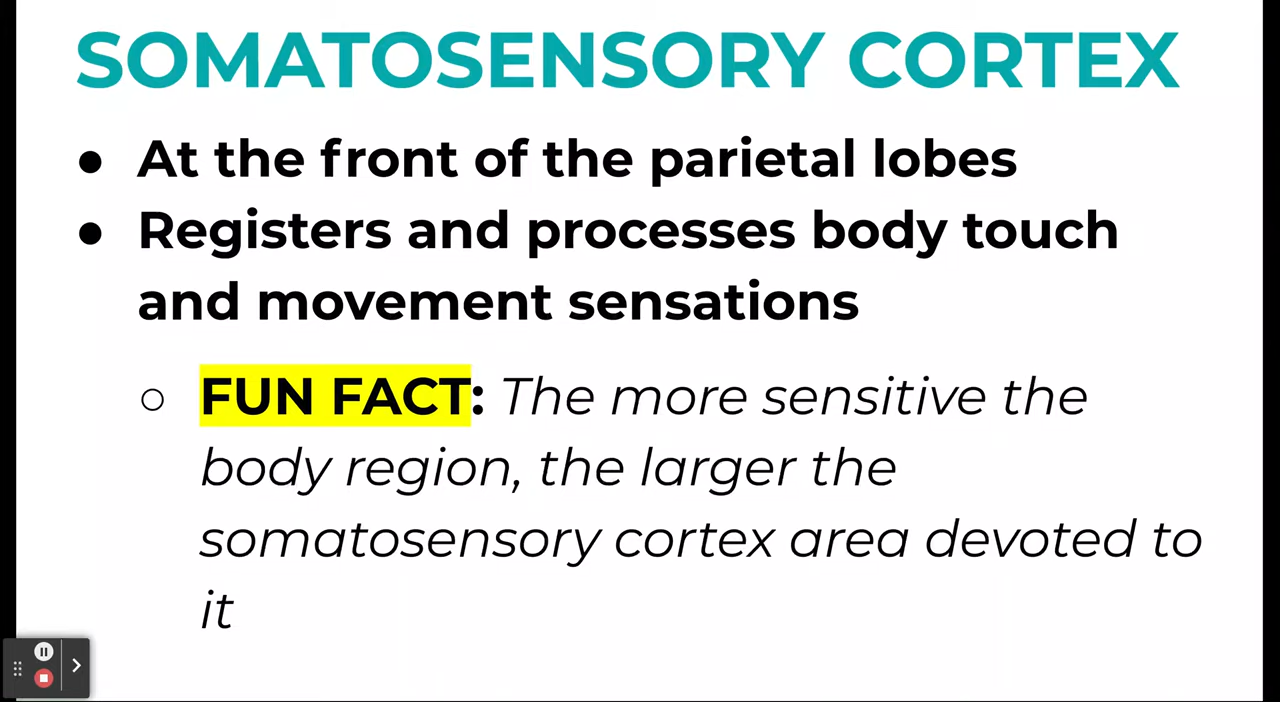 SOMATOSENSORY CORTEX
● At the front of the parietal lobes
● Registers and processes body touch
and movement sensations
○ FUN FACT: The more sensitive the
body region, the larger the
somatosensory cortex area devoted to
it